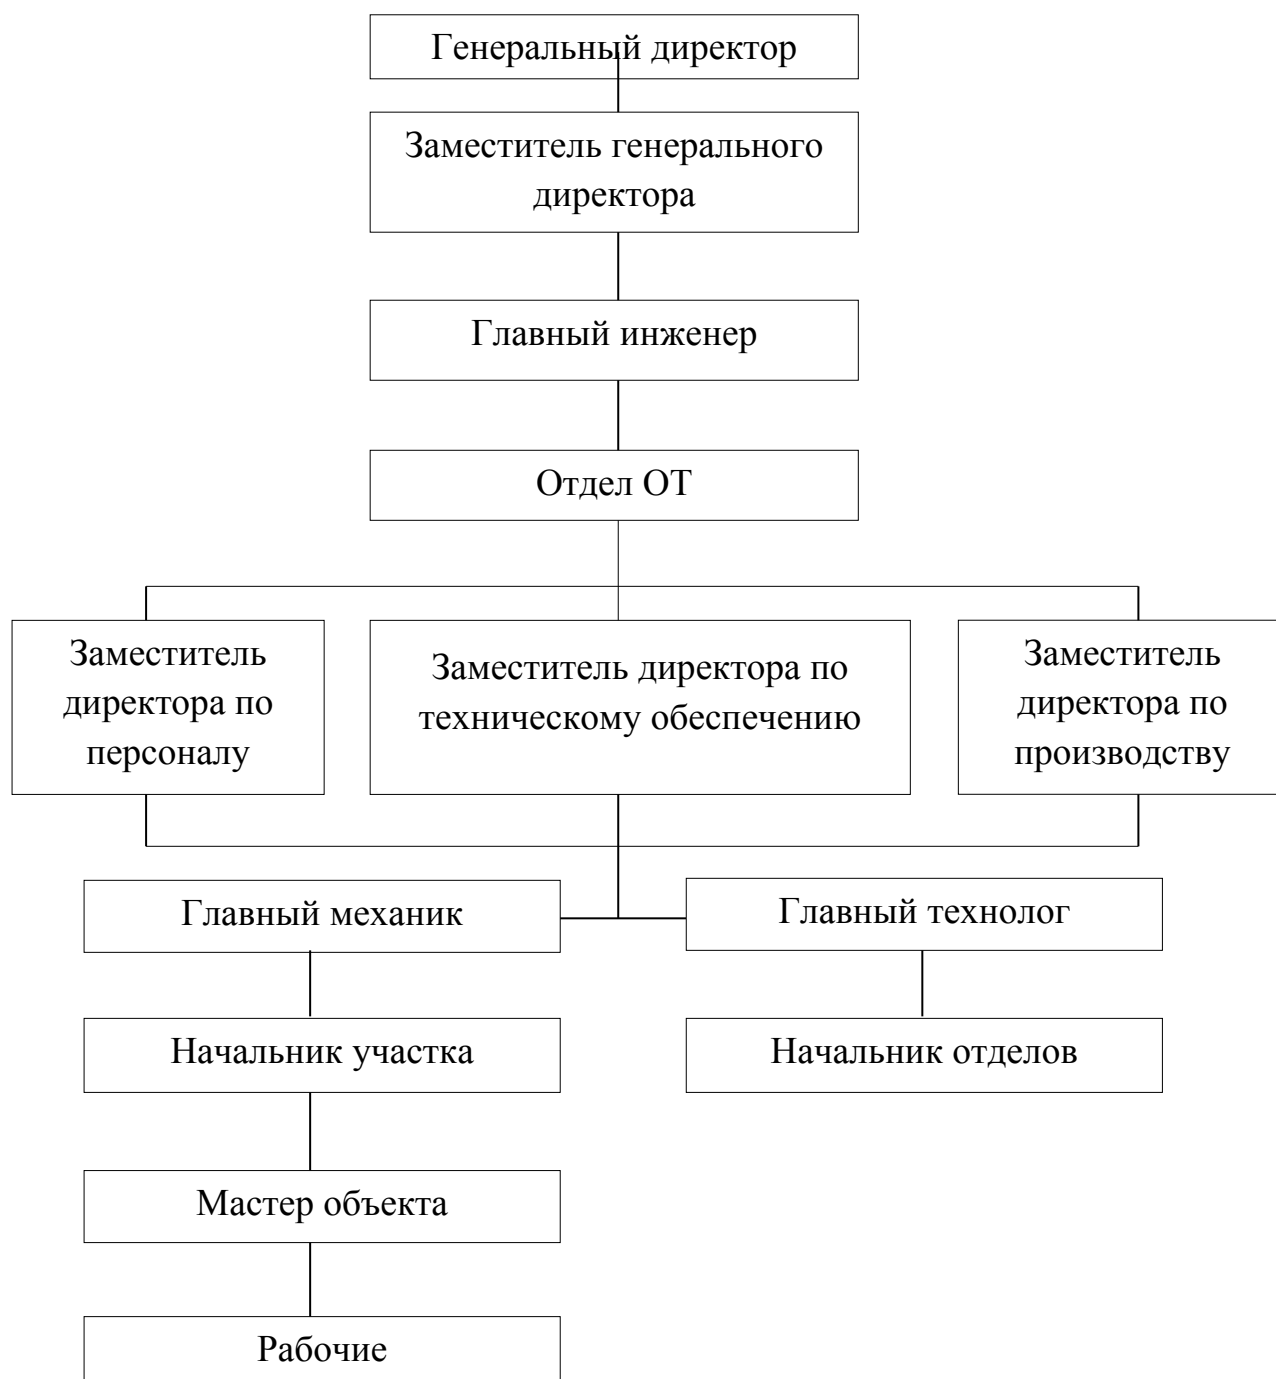 Генеральный директор
Заместитель генерального
директора
Главный инженер
Отдел ОТ
Заместитель
директора по
персоналу
Заместитель директора по
техническому обеспечению
Заместитель
директора по
производству
Главный механик
Главный технолог
Начальник участка
Начальник отделов
Мастер объекта
Рабочие